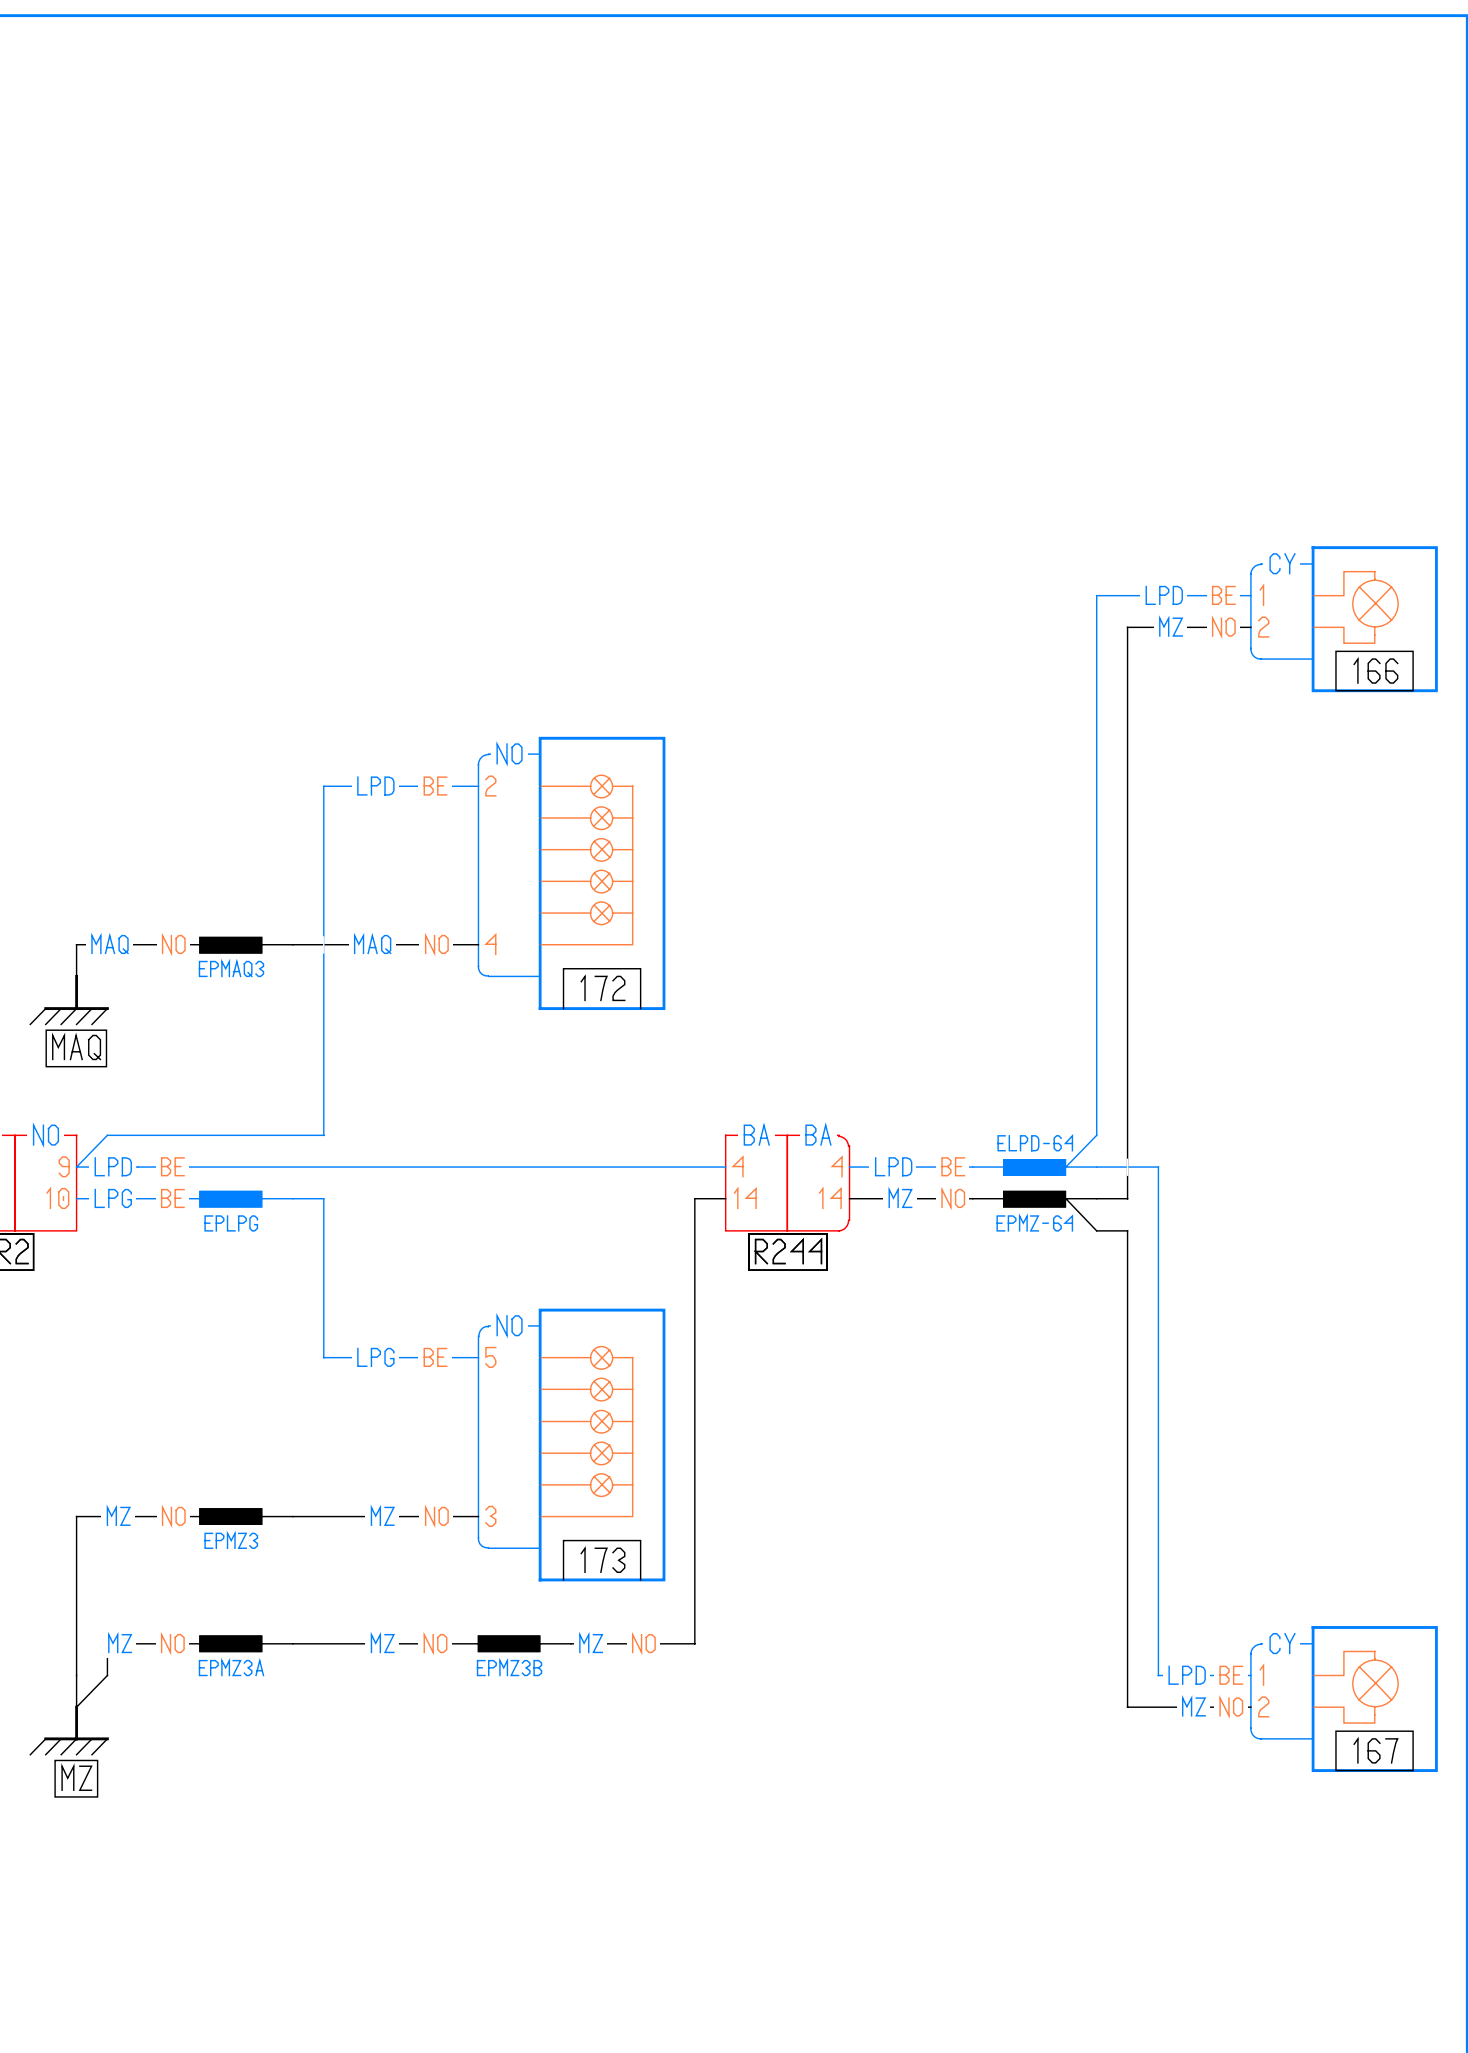 CY
LPD BE 1
MZ NO 2
166
NO
LPD BE 2
MAQ NO MAQ NO 4
EPMAQ3
172
MAQ
NO BA BA ELPD-64
9 LPD BE 4 4 LPD BE
10 LPG BE 14 14 MZ NO
EPLPG EPMZ-64
R2 R244
NO
LPG BE 5
MZ NO MZ NO 3
EPMZ3
173
MZ NO MZ NO MZ NO CY
EPMZ3A EPMZ3B
LPD BE 1
MZ NO 2
167
MZ